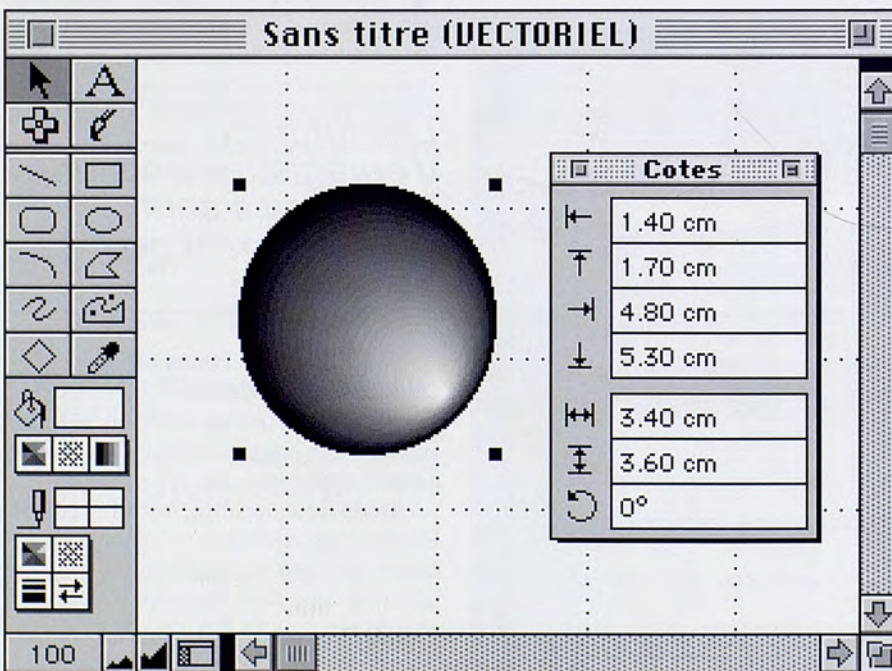 Sans titre (VECTORIEL)
A
Cotes
1.40 cm
1.70 cm
4.80 cm
5.30 cm
3.40 cm
3.60 cm
0°
100